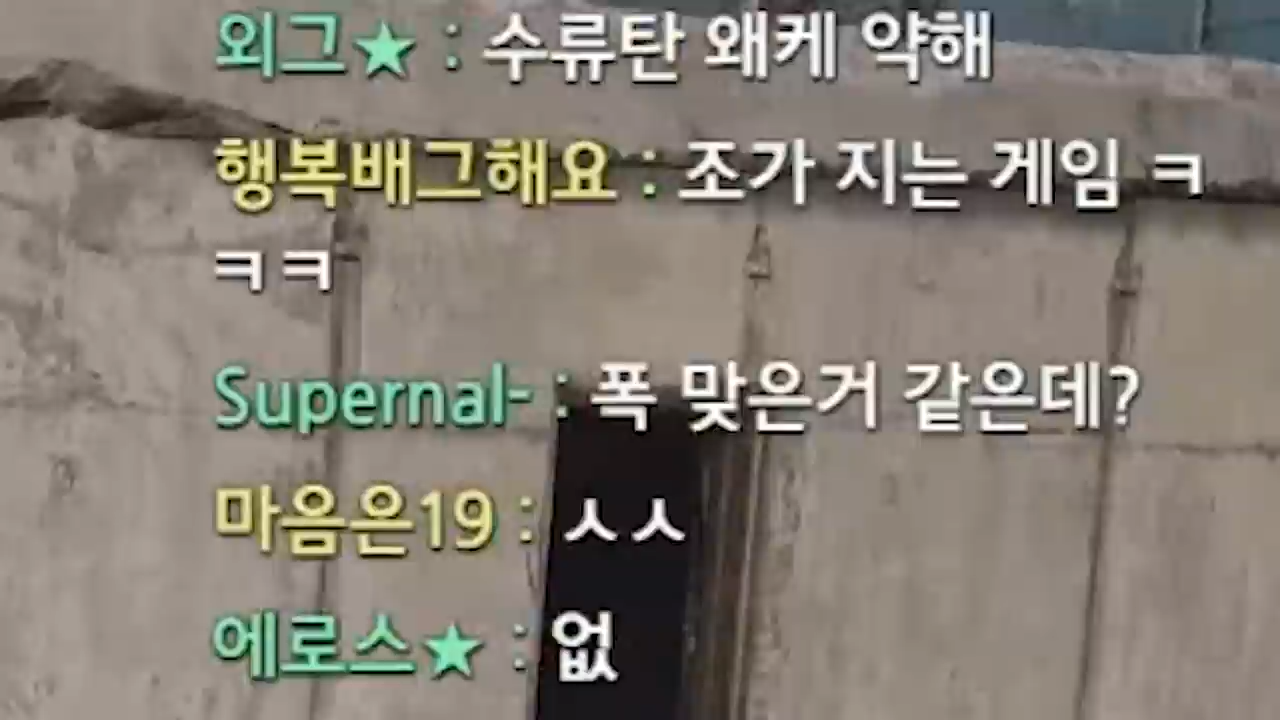 외그★ : 수류탄 왜케 약해
행복배그해요 : 조가 지는 게임 ㅋ
ㅋㅋ
Supernal- : 폭 맞은거 같은데?
마음은19 : ㅅㅅ
에로스★ : 없